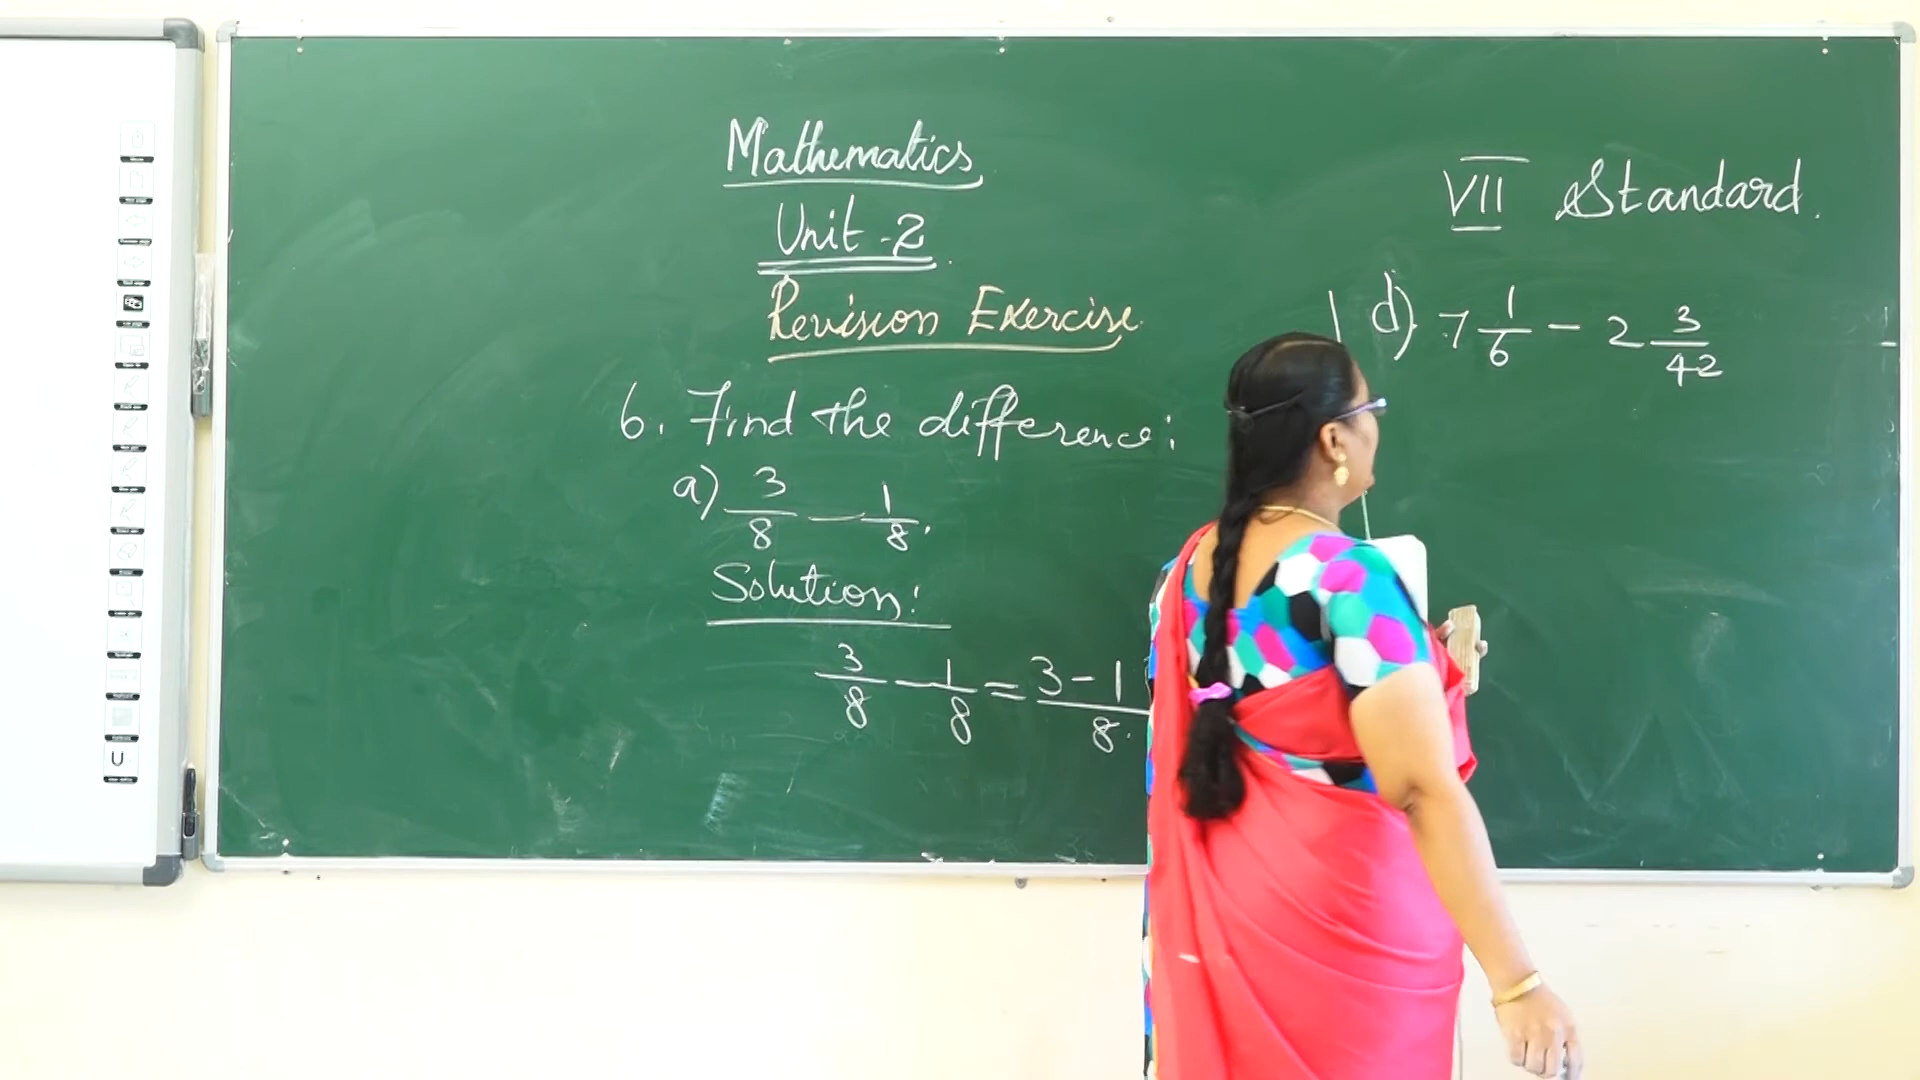 Mathematics
Unit - 2
Revision Exercise
6. Find the difference:
a) 3/8 - 1/8.
Solution:
3/8 - 1/8 = 3 - 1/8.
VII Standard.
d) 7 1/6 - 2 3/42